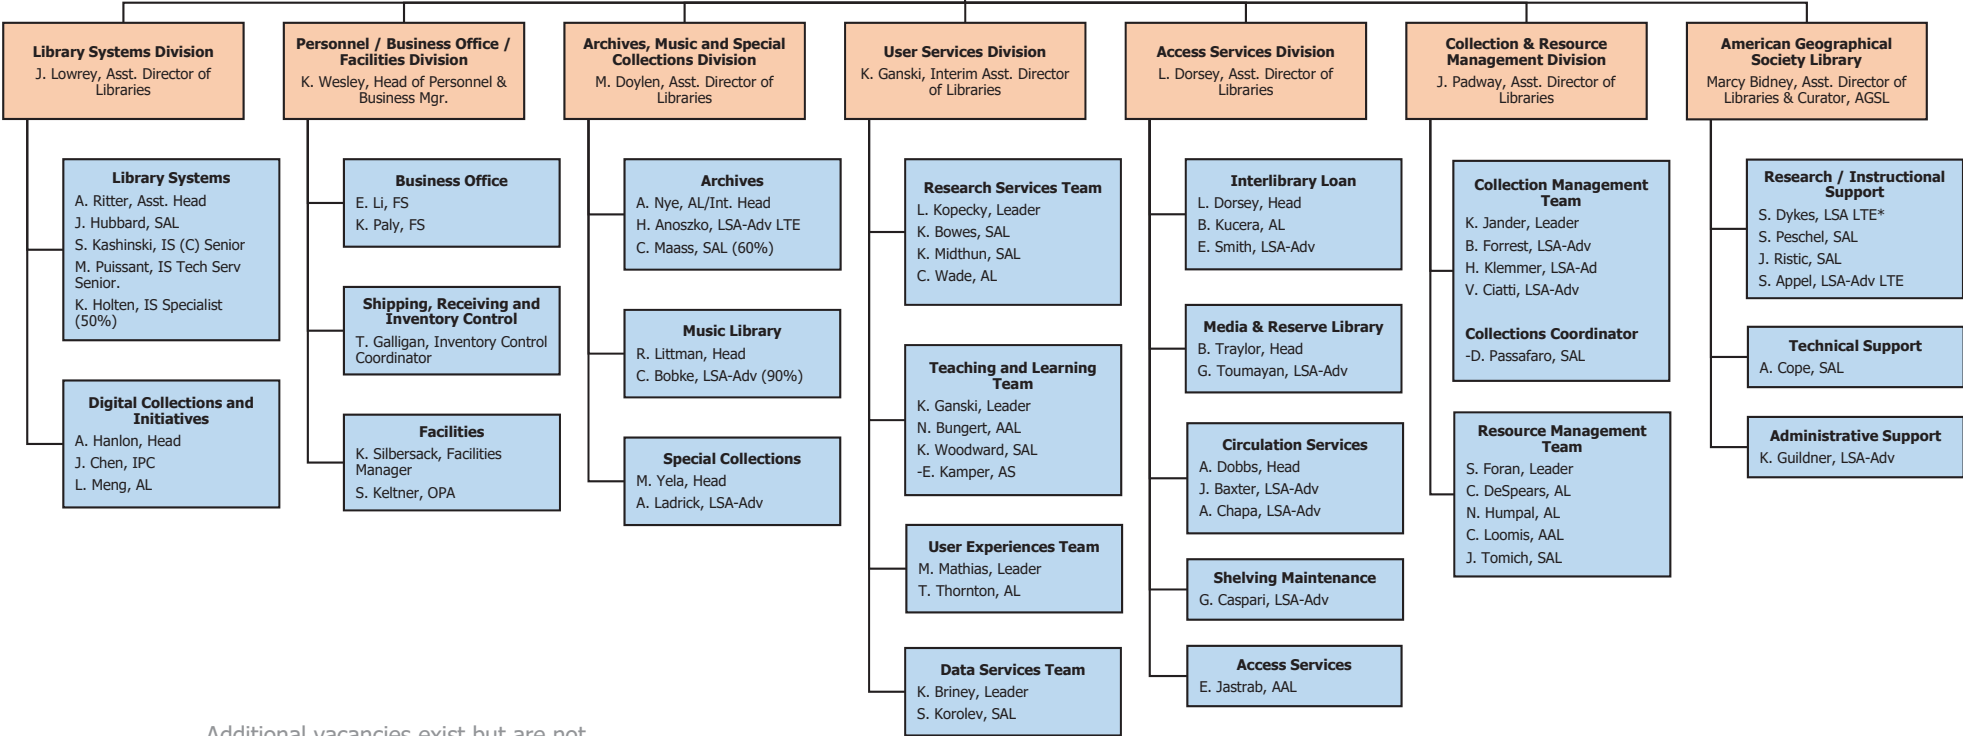 Library Systems Division
J. Lowrey, Asst. Director of
Libraries
Library Systems
A. Ritter, Asst. Head
J. Hubbard, SAL
S. Kashinski, IS (C) Senior
M. Puissant, IS Tech Serv
Senior.
K. Holten, IS Specialist
(50%)
Digital Collections and
Initiatives
A. Hanlon, Head
J. Chen, IPC
L. Meng, AL
Personnel / Business Office /
Facilities Division
K. Wesley, Head of Personnel &
Business Mgr.
Business Office
E. Li, FS
K. Paly, FS
Shipping, Receiving and
Inventory Control
T. Galligan, Inventory Control
Coordinator
Facilities
K. Silbersack, Facilities
Manager
S. Keltner, OPA
Archives, Music and Special
Collections Division
M. Doylen, Asst. Director of
Libraries
Archives
A. Nye, AL/Int. Head
H. Anoszko, LSA-Adv LTE
C. Maass, SAL (60%)
Music Library
R. Littman, Head
C. Bobke, LSA-Adv (90%)
Special Collections
M. Yela, Head
A. Ladrick, LSA-Adv
User Services Division
K. Ganski, Interim Asst. Director
of Libraries
Research Services Team
L. Kopecky, Leader
K. Bowes, SAL
K. Midthun, SAL
C. Wade, AL
Teaching and Learning
Team
K. Ganski, Leader
N. Bungert, AAL
K. Woodward, SAL
-E. Kamper, AS
User Experiences Team
M. Mathias, Leader
T. Thornton, AL
Data Services Team
K. Briney, Leader
S. Korolev, SAL
Access Services Division
L. Dorsey, Asst. Director of
Libraries
Interlibrary Loan
L. Dorsey, Head
B. Kucera, AL
E. Smith, LSA-Adv
Media & Reserve Library
B. Traylor, Head
G. Toumayan, LSA-Adv
Circulation Services
A. Dobbs, Head
J. Baxter, LSA-Adv
A. Chapa, LSA-Adv
Shelving Maintenance
G. Caspari, LSA-Adv
Access Services
E. Jastrab, AAL
Collection & Resource
Management Division
J. Padway, Asst. Director of
Libraries
Collection Management
Team
K. Jander, Leader
B. Forrest, LSA-Adv
H. Klemmer, LSA-Ad
V. Ciatti, LSA-Adv
Collections Coordinator
-D. Passafaro, SAL
Resource Management
Team
S. Foran, Leader
C. DeSpears, AL
N. Humpal, AL
C. Loomis, AAL
J. Tomich, SAL
American Geographical
Society Library
Marcy Bidney, Asst. Director of
Libraries & Curator, AGSL
Research / Instructional
Support
S. Dykes, LSA LTE*
S. Peschel, SAL
J. Ristic, SAL
S. Appel, LSA-Adv LTE
Technical Support
A. Cope, SAL
Administrative Support
K. Guildner, LSA-Adv
Additional vacancies exist but are not